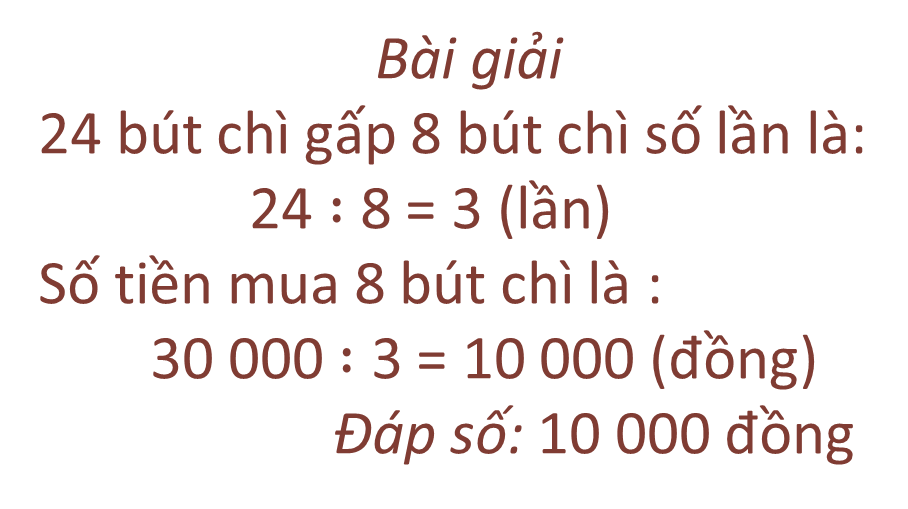 Bài giải
24 bút chì gấp 8 bút chì số lần là:
24 : 8 = 3 (lần)
Số tiền mua 8 bút chì là :
30 000 : 3 = 10 000 (đồng)
Đáp số: 10 000 đồng